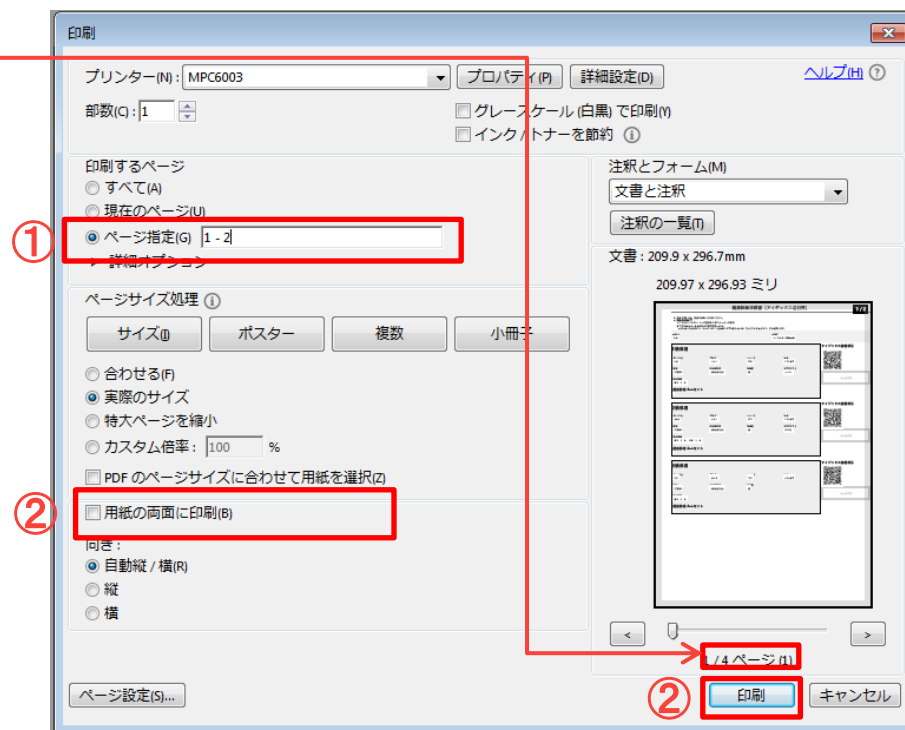 印刷
プリンター(N): MPC6003 プロパティ(P) 詳細設定(D) ヘルプ(H) ?
部数(C): 1 グレースケール (白黒) で印刷(Y)
インク / トナーを節約
印刷するページ 注釈とフォーム(M)
すべて(A) 文書と注釈
現在のページ(U) 注釈の一覧(T)
① ページ指定(G) 1 - 2
詳細オプション 文書: 209.9 x 296.7mm
209.97 x 296.93 ミリ
ページサイズ処理
サイズ(I) ポスター 複数 小冊子
合わせる(F)
実際のサイズ
特大ページを縮小
カスタム倍率: 100 %
PDF のページサイズに合わせて用紙を選択(Z)
② 用紙の両面に印刷(B)
向き:
自動縦 / 横(R)
縦
横
< >
1 / 4 ページ (1)
ページ設定(S)... ② 印刷 キャンセル